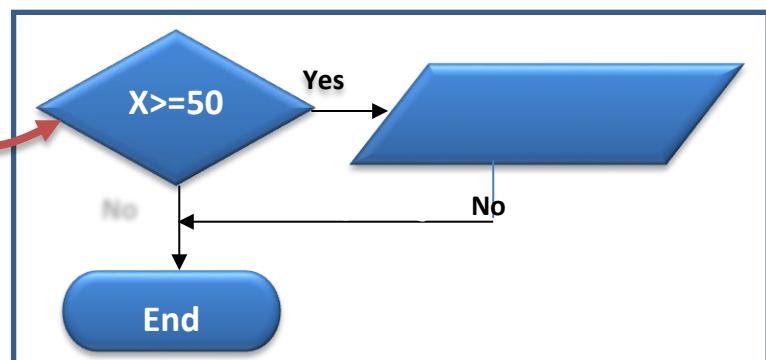 Yes
X>=50
No
No
End